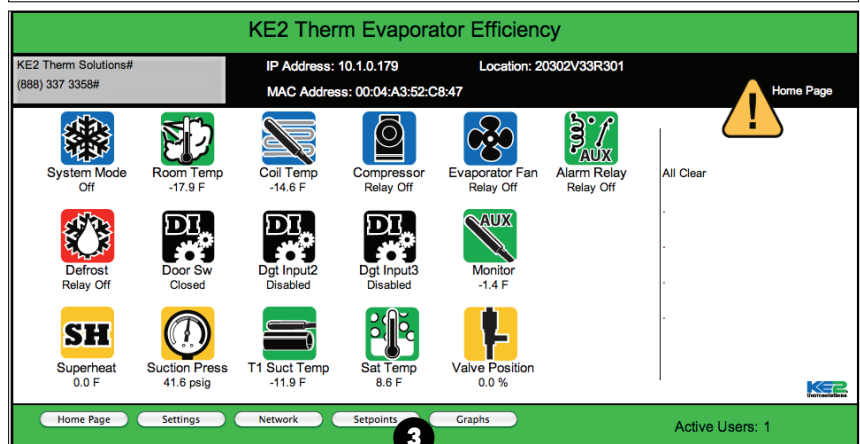 KE2 Therm Evaporator Efficiency
KE2 Therm Solutions#
(888) 337 3358#
IP Address: 10.1.0.179
Location: 20302V33R301
MAC Address: 00:04:A3:52:C8:47
Home Page
System Mode
Off
Room Temp
-17.9 F
Coil Temp
-14.6 F
Compressor
Relay Off
Evaporator Fan
Relay Off
AUX
Alarm Relay
Relay Off
All Clear
Defrost
Relay Off
DI
Door Sw
Closed
DI
Dgt Input2
Disabled
DI
Dgt Input3
Disabled
AUX
Monitor
-1.4 F
SH
Superheat
0.0 F
Suction Press
41.6 psig
T1 Suct Temp
-11.9 F
Sat Temp
8.6 F
Valve Position
0.0 %
KE2
thermsolutions
Home Page
Settings
Network
Setpoints
Graphs
3
Active Users: 1